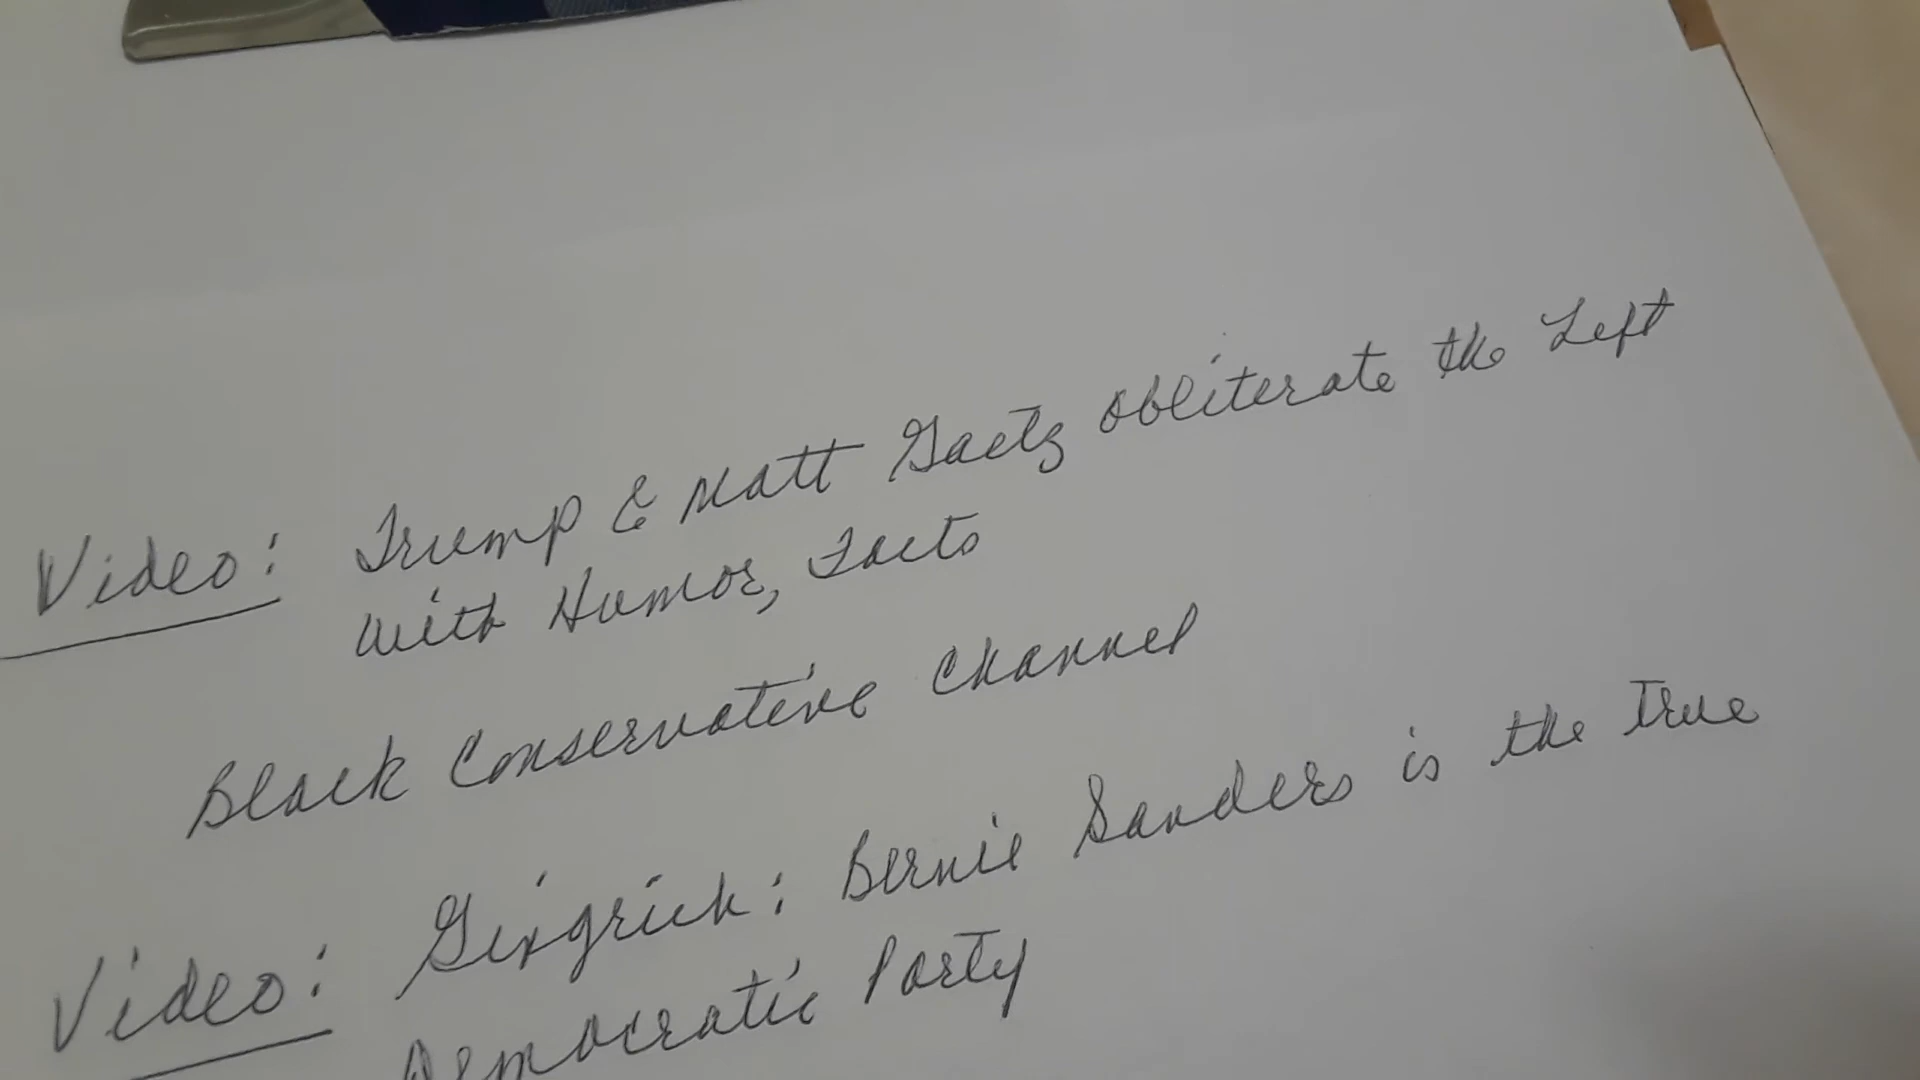 Video: Trump & Matt Gaetz obliterate the Left
with Humor, Facts
Black Conservative Channel
Video: Gingrich: Bernie Sanders is the True
Democratic Party